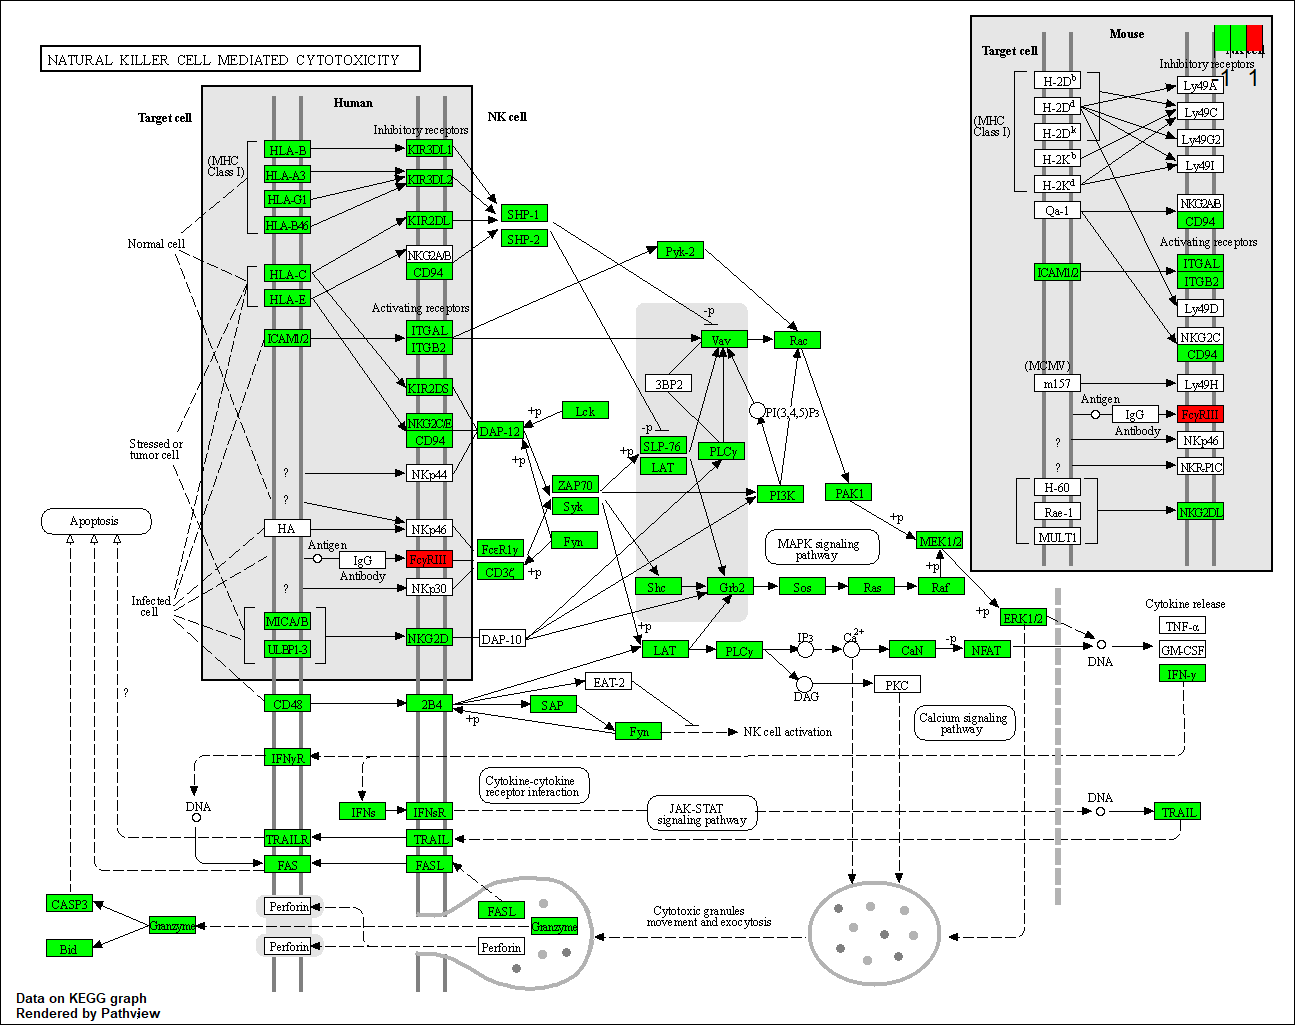 NATURAL KILLER CELL MEDIATED CYTOTOXICITY
Target cell
Human
NK cell
Inhibitory receptors
(MHC
Class I)
HLA-B
HLA-A3
HLA-G1
HLA-B46
HLA-C
HLA-E
ICAM1/2
KIR3DL1
KIR3DL2
KIR2DL
NKG2A/B
CD94
Activating receptors
ITGAL
ITGB2
KIR2DS
NKG2C/E
CD94
NKp44
NKp46
FcγRIII
NKp30
NKG2D
Normal cell
Stressed or
tumor cell
Infected
cell
?
?
HA
Antigen
IgG
Antibody
?
MICA/B
ULBP1-3
CD48
2B4
?
SHP-1
SHP-2
Pyk-2
-p
Vav
Rac
3BP2
PI(3,4,5)P3
Lck
+p
DAP-12
+p
-p
+p
SLP-76
LAT
PLCγ
ZAP70
Syk
PI3K
PAK1
Fyn
FcεR1γ
CD3ζ
+p
+p
MEK1/2
+p
MAPK signaling
pathway
Shc
Grb2
Sos
Ras
Raf
+p
ERK1/2
DAP-10
+p
LAT
PLCγ
IP3
Ca2+
CaN
-p
NFAT
DNA
DAG
PKC
Cytokine release
TNF-α
GM-CSF
IFN-γ
EAT-2
SAP
+p
Fyn
NK cell activation
Calcium signaling
pathway
Apoptosis
IFNγR
DNA
IFNs
IFNsR
Cytokine-cytokine
receptor interaction
JAK-STAT
signaling pathway
DNA
TRAIL
TRAILR
TRAIL
FAS
FASL
CASP3
Granzyme
Bid
Perforin
Perforin
FASL
Granzyme
Perforin
Cytotoxic granules
movement and exocytosis
Mouse
Target cell
Inhibitory receptors
-1 1
(MHC
Class I)
H-2Db
H-2Dd
H-2Dk
H-2Kb
H-2Kd
Qa-1
Ly49A
Ly49C
Ly49G2
Ly49I
NKG2A/B
CD94
Activating receptors
ICAM1/2
ITGAL
ITGB2
Ly49D
NKG2C
CD94
(MCMV)
m157
Ly49H
Antigen
IgG
FcγRIII
Antibody
?
NKp46
?
NKR-P1C
H-60
Rae-1
MULT1
NKG2DL
Data on KEGG graph
Rendered by Pathview